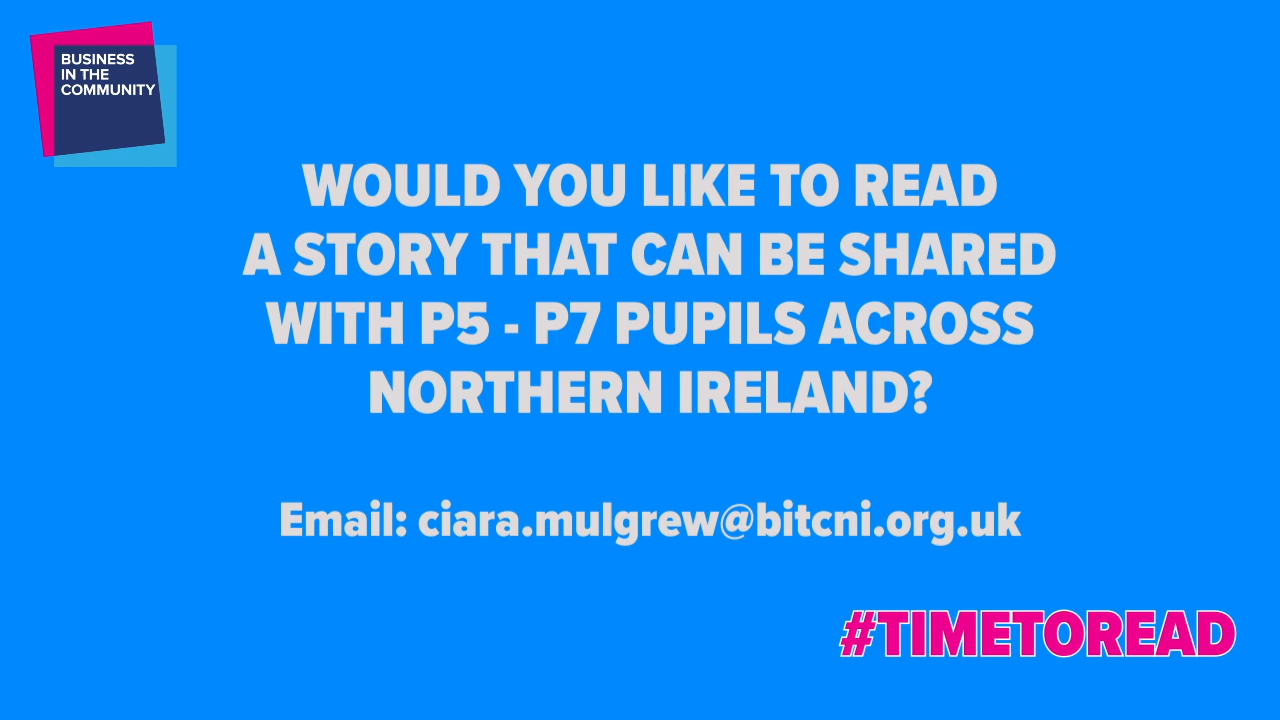 BUSINESS
IN THE
COMMUNITY
WOULD YOU LIKE TO READ
A STORY THAT CAN BE SHARED
WITH P5 - P7 PUPILS ACROSS
NORTHERN IRELAND?
Email: ciara.mulgrew@bitcni.org.uk
#TIMETOREAD